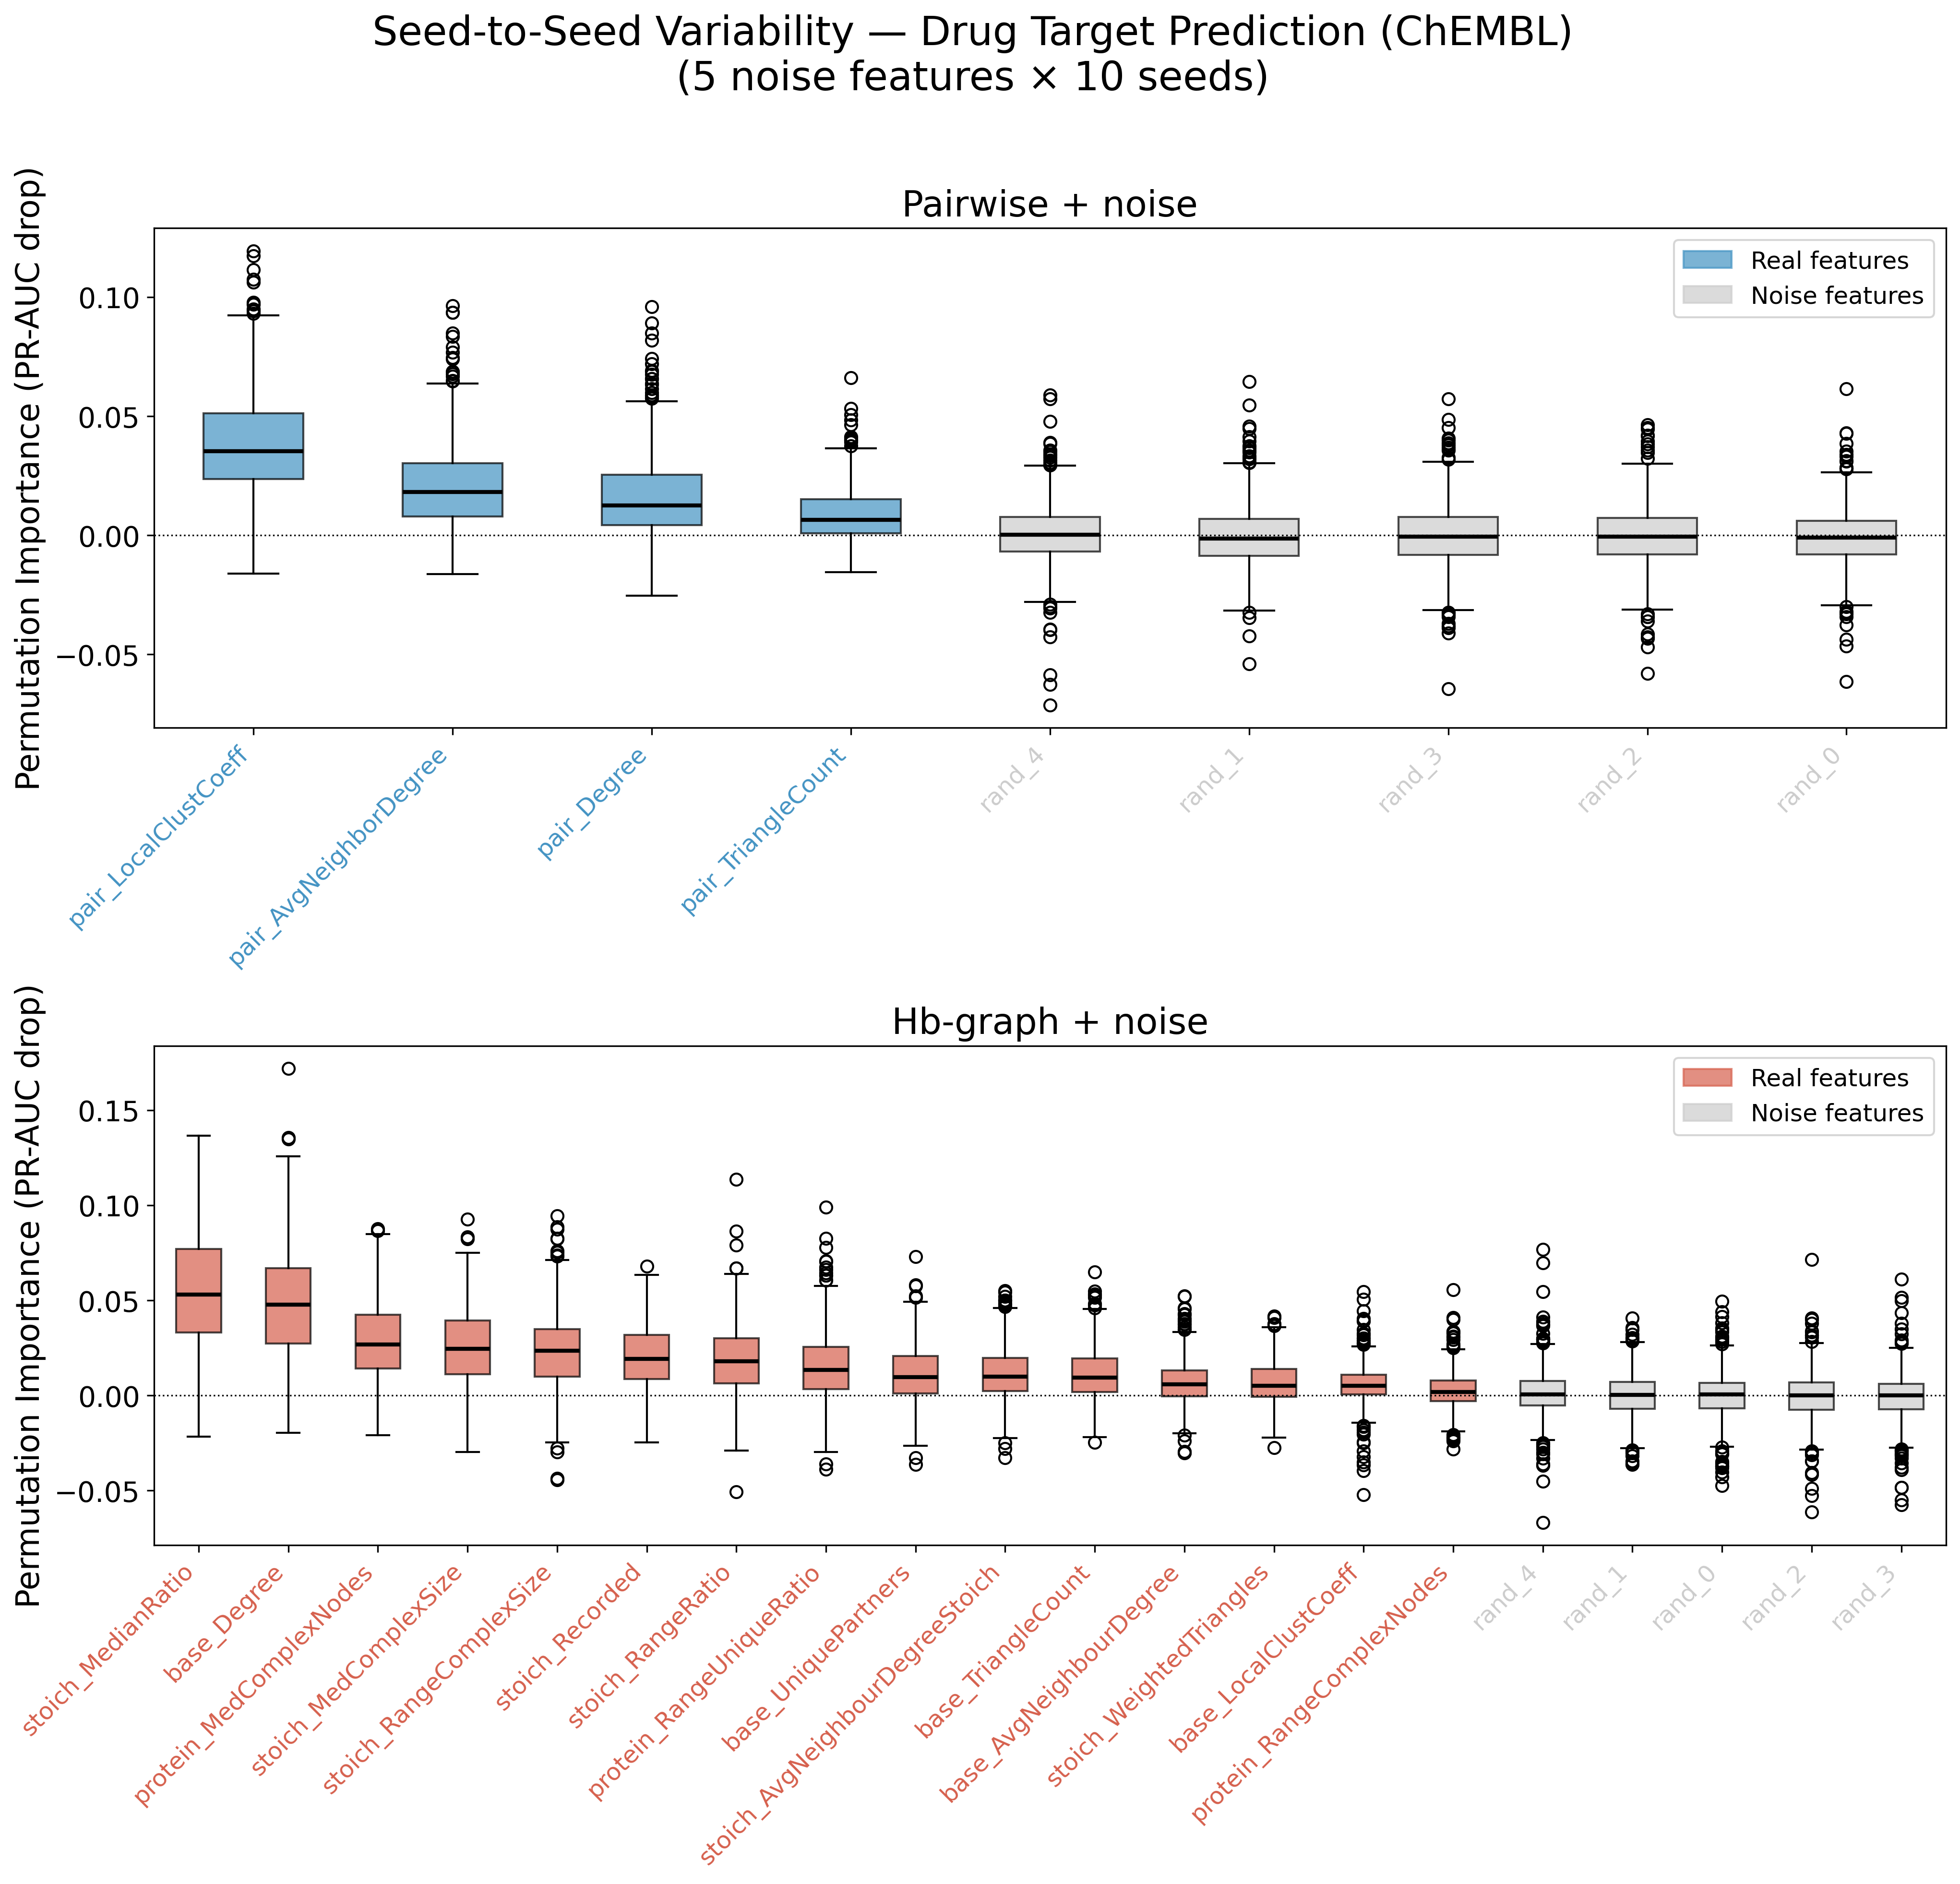 Seed-to-Seed Variability — Drug Target Prediction (ChEMBL)
(5 noise features × 10 seeds)
Pairwise + noise
Permutation Importance (PR-AUC drop)
0.10
0.05
0.00
−0.05
Real features
Noise features
pair_LocalClustCoeff
pair_AvgNeighborDegree
pair_Degree
pair_TriangleCount
rand_4
rand_1
rand_3
rand_2
rand_0
Hb-graph + noise
Permutation Importance (PR-AUC drop)
0.15
0.10
0.05
0.00
−0.05
Real features
Noise features
stoich_MedianRatio
base_Degree
protein_MedComplexNodes
stoich_MedComplexSize
stoich_RangeComplexSize
stoich_Recorded
stoich_RangeRatio
protein_RangeUniqueRatio
base_UniquePartners
stoich_AvgNeighbourDegreeStoich
base_TriangleCount
base_AvgNeighbourDegree
stoich_WeightedTriangles
base_LocalClustCoeff
protein_RangeComplexNodes
rand_4
rand_1
rand_0
rand_2
rand_3